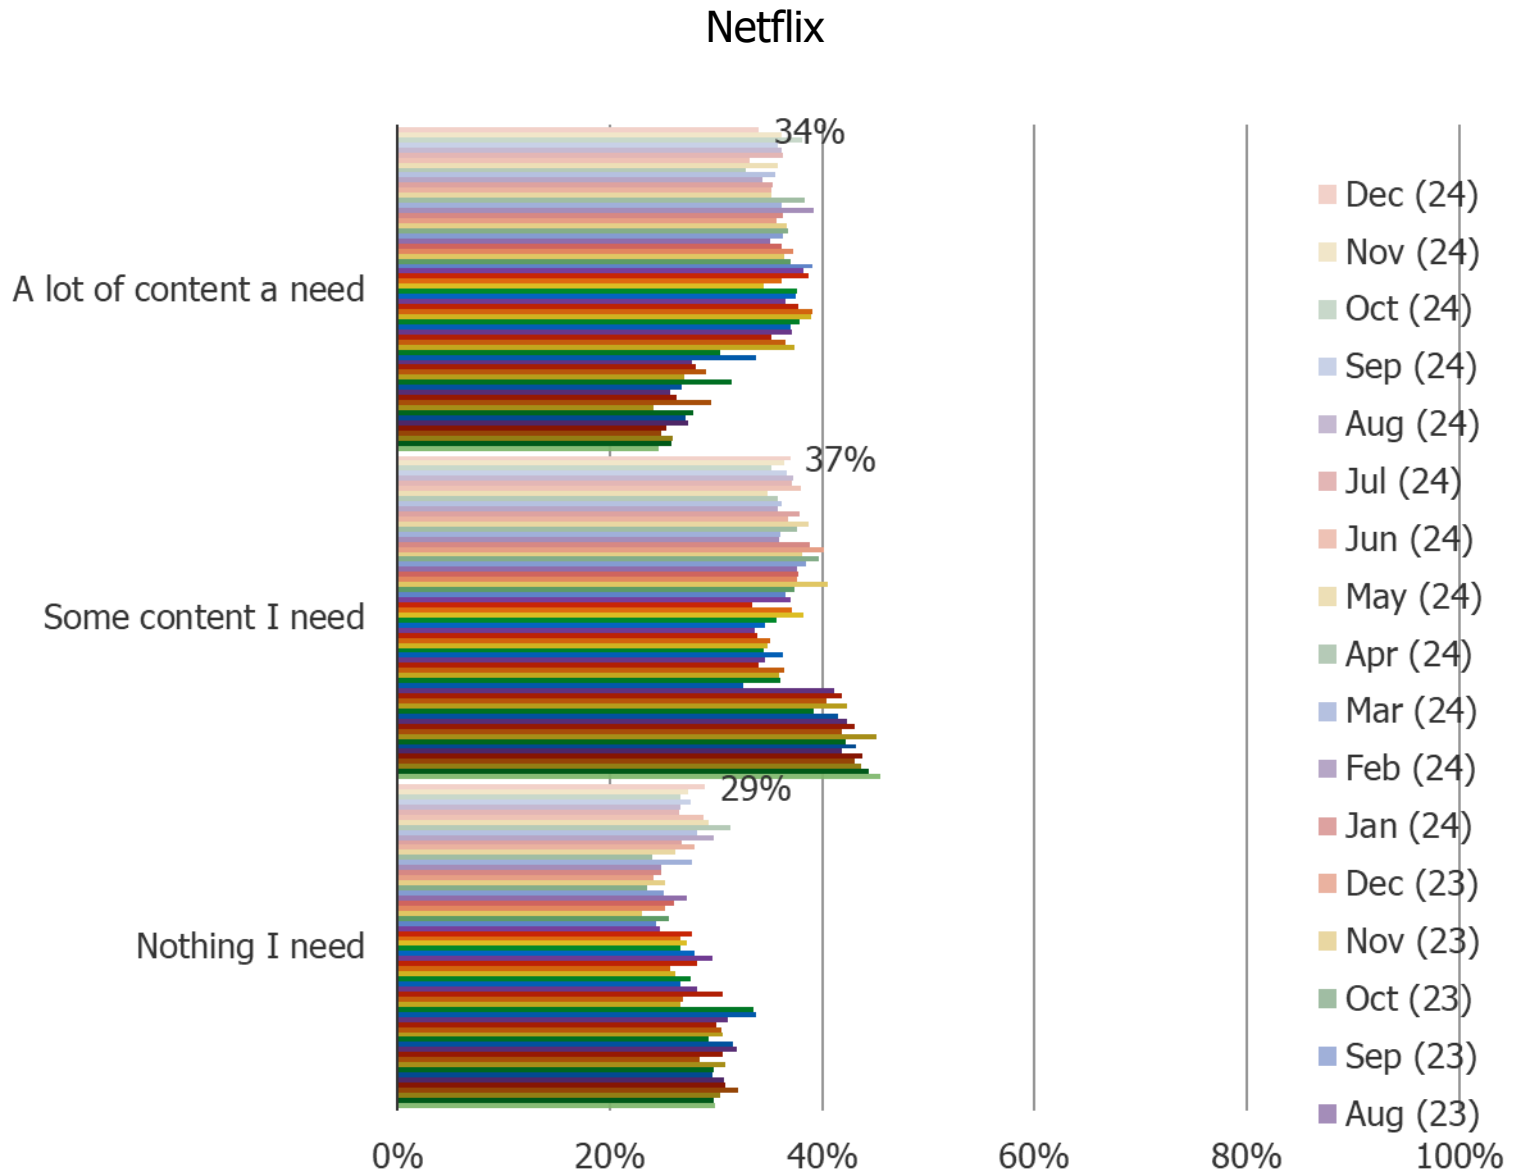 Netflix
34%
A lot of content a need
37%
Some content I need
29%
Nothing I need
0%
20%
40%
60%
80%
100%
Dec (24)
Nov (24)
Oct (24)
Sep (24)
Aug (24)
Jul (24)
Jun (24)
May (24)
Apr (24)
Mar (24)
Feb (24)
Jan (24)
Dec (23)
Nov (23)
Oct (23)
Sep (23)
Aug (23)